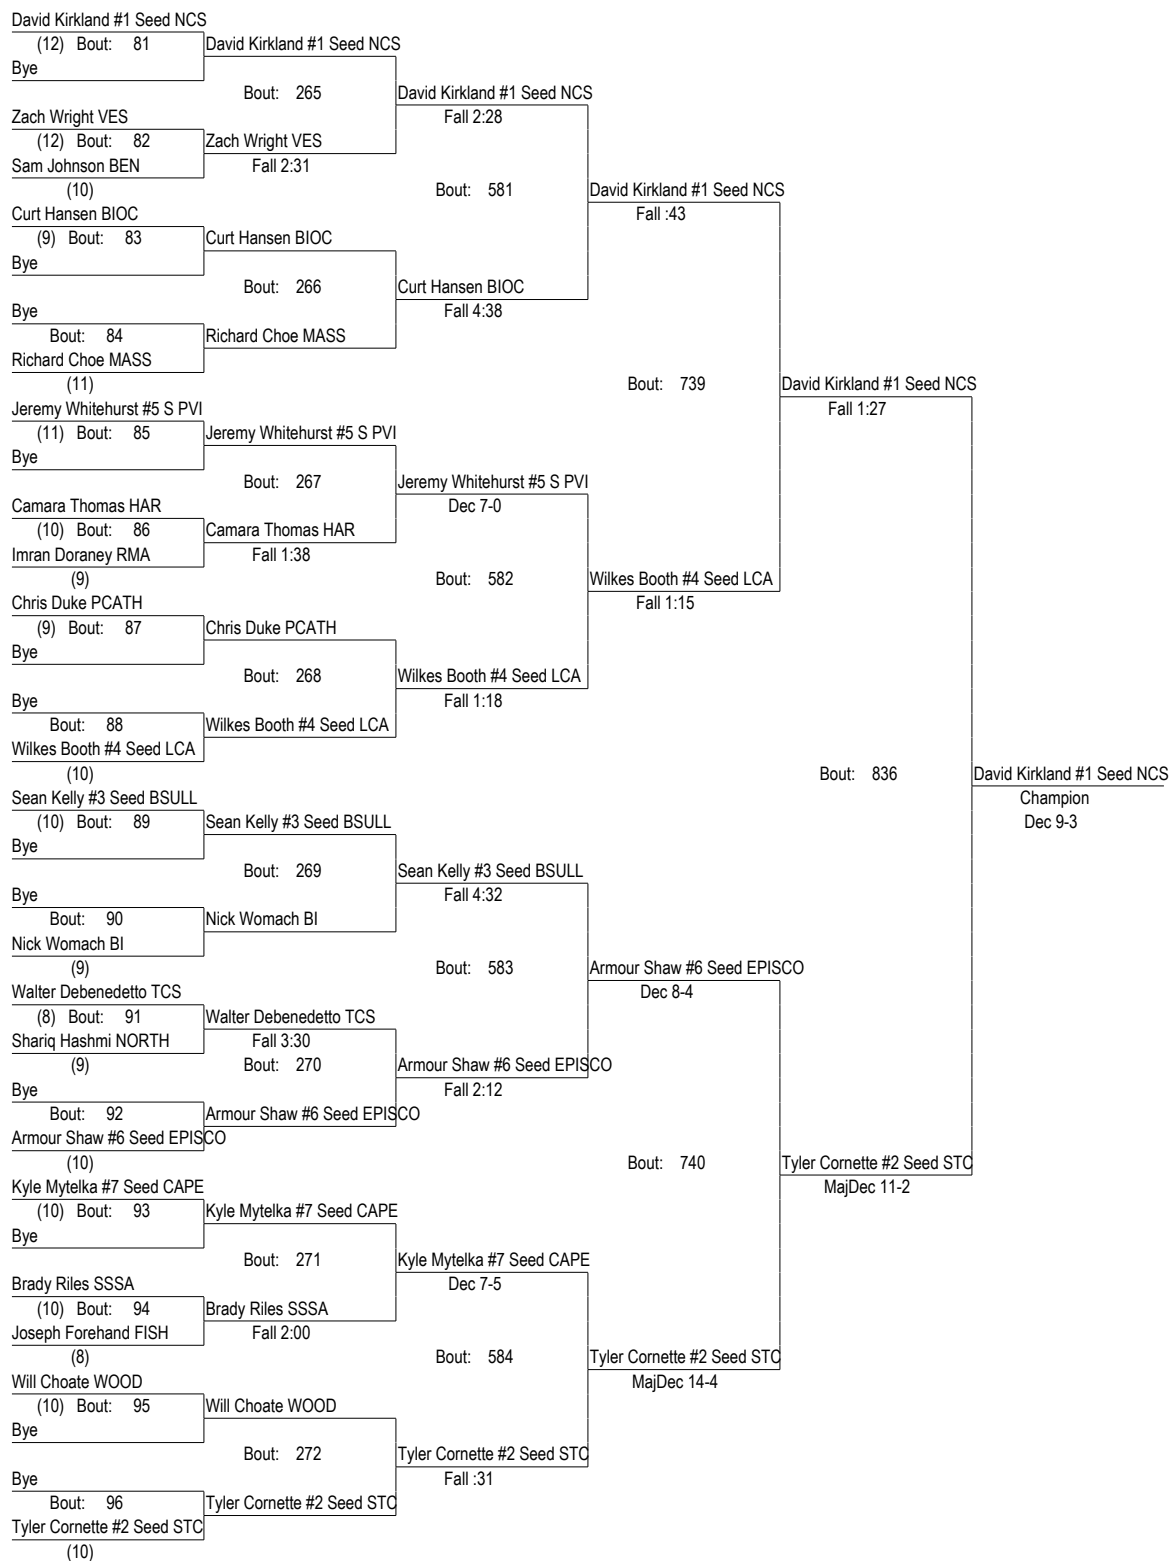 David Kirkland #1 Seed NCS
(12) Bout: 81 David Kirkland #1 Seed NCS
Bye
Bout: 265 David Kirkland #1 Seed NCS
Zach Wright VES Fall 2:28
(12) Bout: 82 Zach Wright VES
Sam Johnson BEN Fall 2:31
(10) Bout: 581 David Kirkland #1 Seed NCS
Curt Hansen BIOC Fall :43
(9) Bout: 83 Curt Hansen BIOC
Bye
Bout: 266 Curt Hansen BIOC
Bye Fall 4:38
Bout: 84 Richard Choe MASS
Richard Choe MASS
(11) Bout: 739 David Kirkland #1 Seed NCS
Jeremy Whitehurst #5 S PVI Fall 1:27
(11) Bout: 85 Jeremy Whitehurst #5 S PVI
Bye
Bout: 267 Jeremy Whitehurst #5 S PVI
Camara Thomas HAR Dec 7-0
(10) Bout: 86 Camara Thomas HAR
Imran Doraney RMA Fall 1:38
(9) Bout: 582 Wilkes Booth #4 Seed LCA
Chris Duke PCATH Fall 1:15
(9) Bout: 87 Chris Duke PCATH
Bye
Bout: 268 Wilkes Booth #4 Seed LCA
Bye Fall 1:18
Bout: 88 Wilkes Booth #4 Seed LCA
Wilkes Booth #4 Seed LCA
(10) Bout: 836 David Kirkland #1 Seed NCS
Sean Kelly #3 Seed BSULL Champion
(10) Bout: 89 Sean Kelly #3 Seed BSULL Dec 9-3
Bye
Bout: 269 Sean Kelly #3 Seed BSULL
Bye Fall 4:32
Bout: 90 Nick Womach BI
Nick Womach BI
(9) Bout: 583 Armour Shaw #6 Seed EPISCO
Walter Debenedetto TCS Dec 8-4
(8) Bout: 91 Walter Debenedetto TCS
Shariq Hashmi NORTH Fall 3:30
(9) Bout: 270 Armour Shaw #6 Seed EPISCO
Bye Fall 2:12
Bout: 92 Armour Shaw #6 Seed EPISCO
Armour Shaw #6 Seed EPISCO
(10) Bout: 740 Tyler Cornette #2 Seed STC
Kyle Mytelka #7 Seed CAPE MajDec 11-2
(10) Bout: 93 Kyle Mytelka #7 Seed CAPE
Bye
Bout: 271 Kyle Mytelka #7 Seed CAPE
Brady Riles SSSA Dec 7-5
(10) Bout: 94 Brady Riles SSSA
Joseph Forehand FISH Fall 2:00
(8) Bout: 584 Tyler Cornette #2 Seed STC
Will Choate WOOD MajDec 14-4
(10) Bout: 95 Will Choate WOOD
Bye
Bout: 272 Tyler Cornette #2 Seed STC
Bye Fall :31
Bout: 96 Tyler Cornette #2 Seed STC
Tyler Cornette #2 Seed STC
(10)